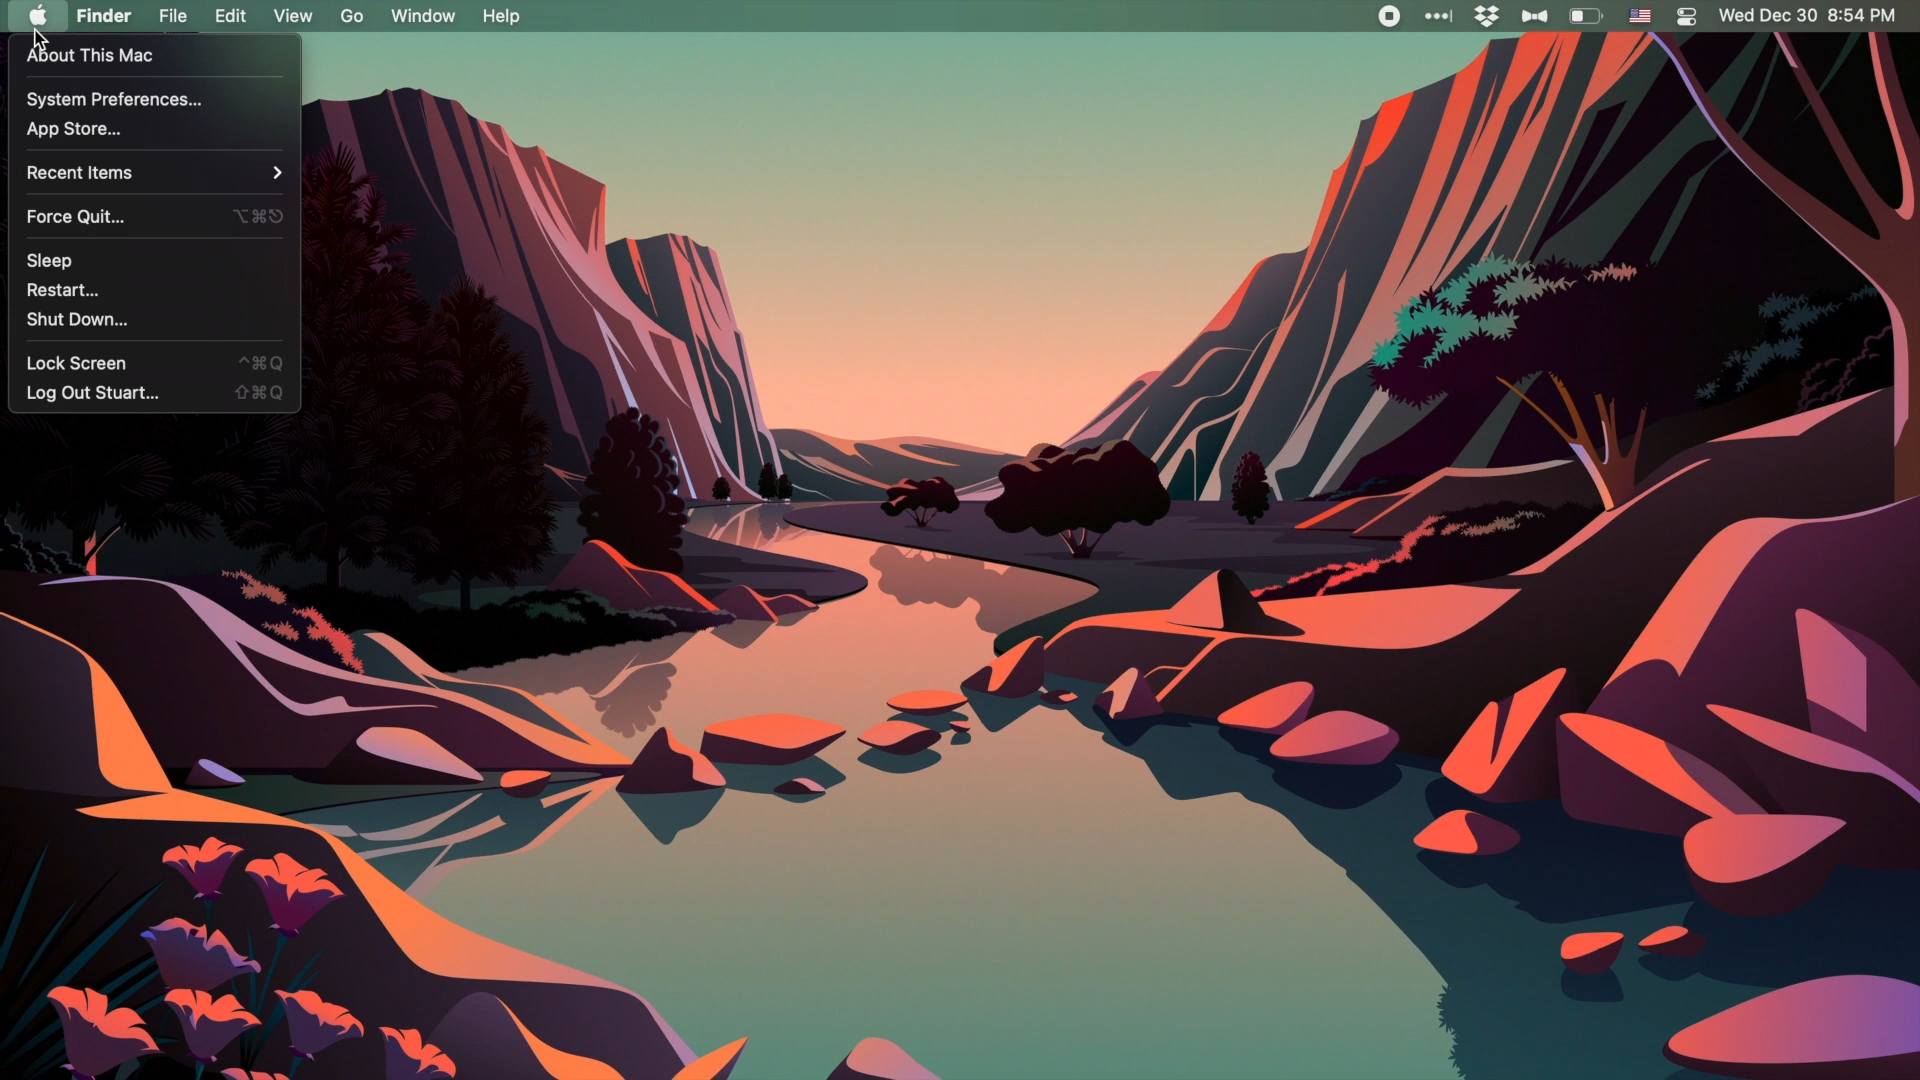 Finder File Edit View Go Window Help Wed Dec 30 8:54 PM
About This Mac
System Preferences...
App Store...
Recent Items
Force Quit... ⌥⌘⎋
Sleep
Restart...
Shut Down...
Lock Screen ^⌘Q
Log Out Stuart... ⇧⌘Q